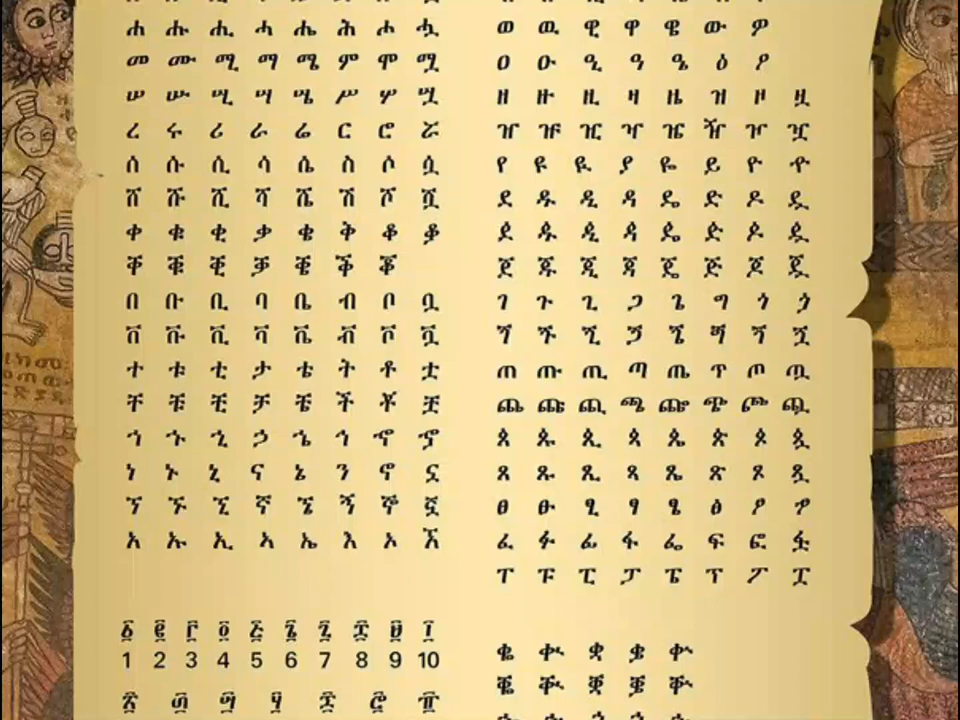 ሐ ሑ ሒ ሓ ሔ ሕ ሖ ሗ
መ ሙ ሚ ማ ሜ ም ሞ ሟ
ሠ ሡ ሢ ሣ ሤ ሥ ሦ ሧ
ረ ሩ ሪ ራ ሬ ር ሮ ሯ
ሰ ሱ ሲ ሳ ሴ ስ ሶ ሷ
ሸ ሹ ሺ ሻ ሼ ሽ ሾ ሿ
ቀ ቁ ቂ ቃ ቄ ቅ ቆ ቋ
ቐ ቑ ቒ ቓ ቔ ቕ ቖ
በ ቡ ቢ ባ ቤ ብ ቦ ቧ
ቨ ቩ ቪ ቫ ቬ ቭ ቮ ቯ
ተ ቱ ቲ ታ ቴ ት ቶ ቷ
ቸ ቹ ቺ ቻ ቼ ች ቾ ቿ
ኀ ኁ ኂ ኃ ኄ ኅ ኆ ኇ
ነ ኑ ኒ ና ኔ ን ኖ ኗ
ኘ ኙ ኚ ኛ ኜ ኝ ኞ ኟ
አ ኡ ኢ ኣ ኤ እ ኦ ኧ
፩ ፪ ፫ ፬ ፭ ፮ ፯ ፰ ፱ ፲
1 2 3 4 5 6 7 8 9 10
ወ ዉ ዊ ዋ ዌ ው ዎ
ዐ ዑ ዒ ዓ ዔ ዕ ዖ
ዘ ዙ ዚ ዛ ዜ ዝ ዞ ዟ
ዠ ዡ ዢ ዣ ዤ ዥ ዦ ዧ
የ ዩ ዪ ያ ዬ ይ ዮ ዯ
ደ ዱ ዲ ዳ ዴ ድ ዶ ዷ
ዸ ዹ ዺ ዻ ዼ ዽ ዾ ዿ
ጀ ጁ ጂ ጃ ጄ ጅ ጆ ጇ
ገ ጉ ጊ ጋ ጌ ግ ጎ ጏ
ጘ ጙ ጚ ጛ ጜ ጝ ጞ ጟ
ጠ ጡ ጢ ጣ ጤ ጥ ጦ ጧ
ጨ ጩ ጪ ጫ ጬ ጭ ጮ ጯ
ጰ ጱ ጲ ጳ ጴ ጵ ጶ ጷ
ጸ ጹ ጺ ጻ ጼ ጽ ጾ ጿ
ፀ ፁ ፂ ፃ ፄ ፅ ፆ ፇ
ፈ ፉ ፊ ፋ ፌ ፍ ፎ ፏ
ፐ ፑ ፒ ፓ ፔ ፕ ፖ ፗ
ቈ ቊ ቋ ቌ ቍ
ቘ ቚ ቛ ቜ ቝ